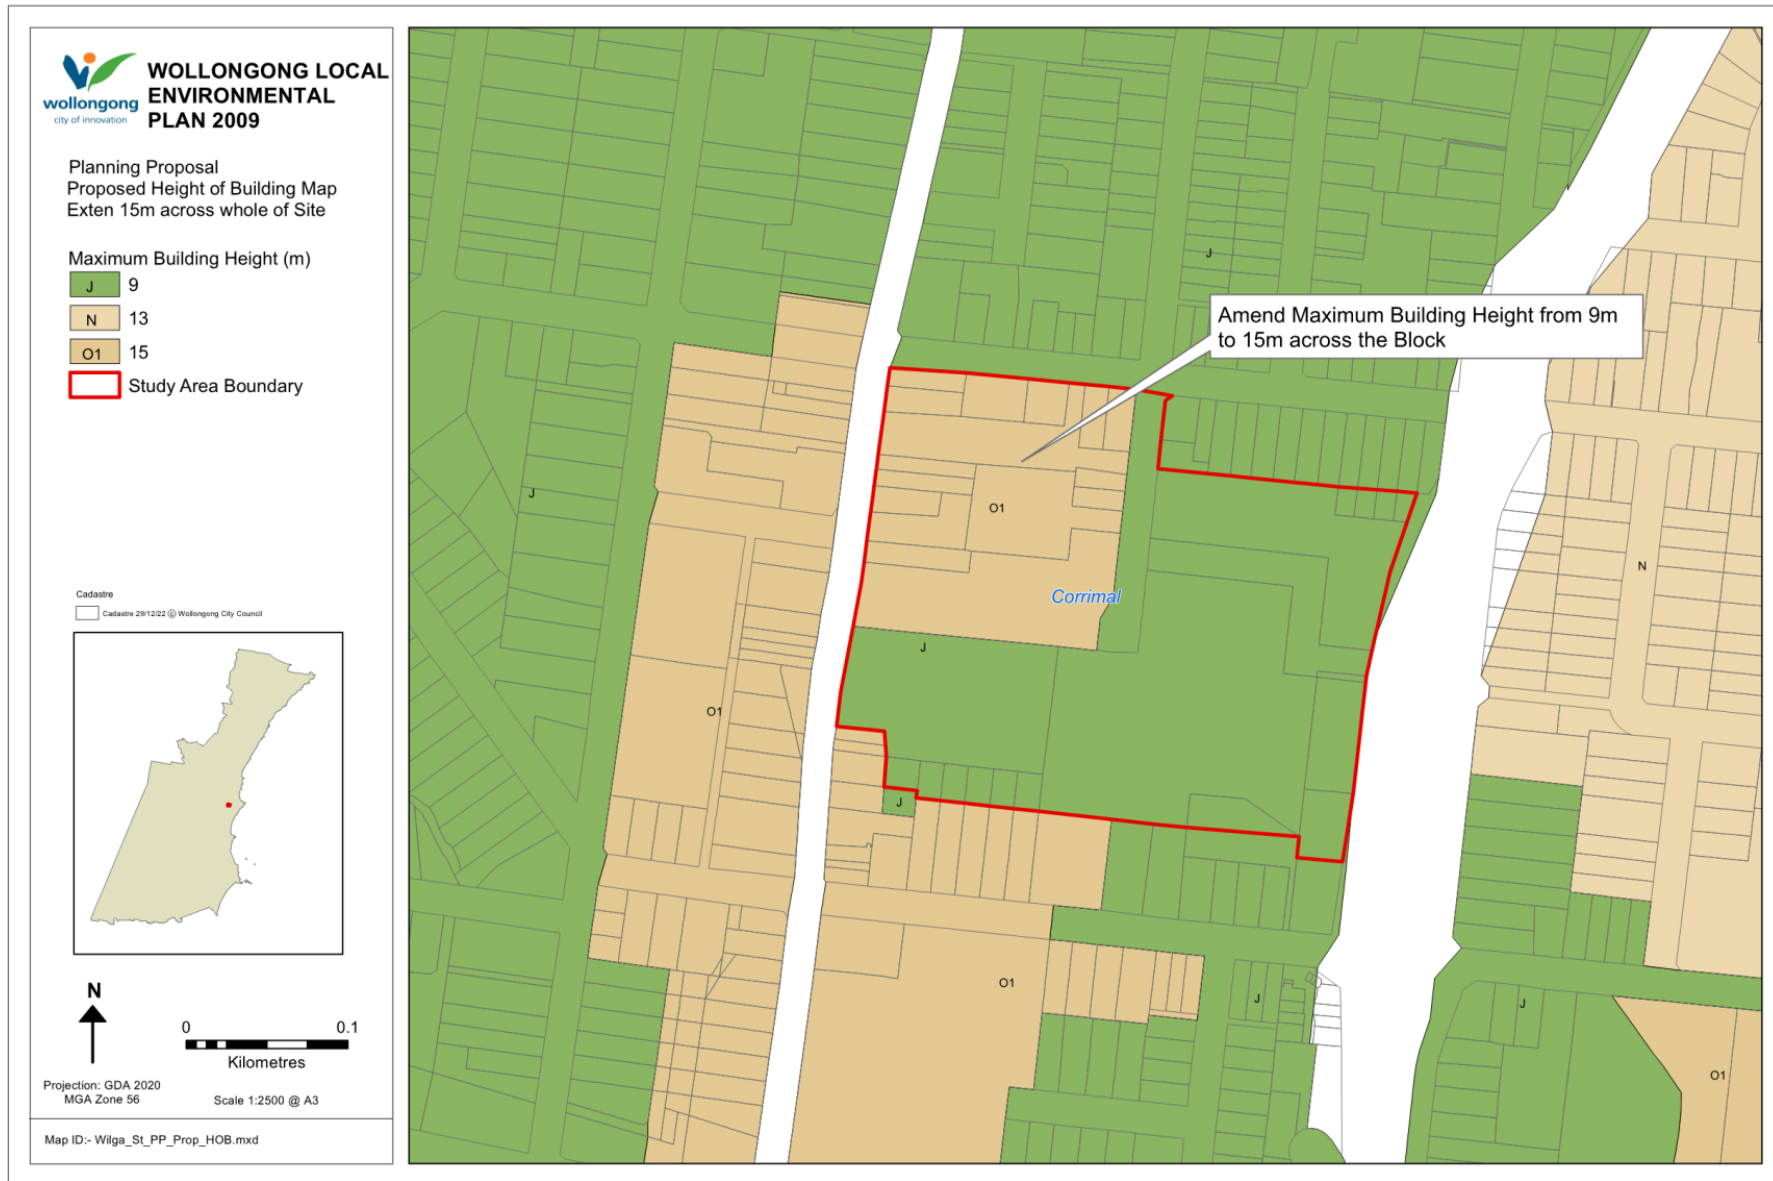 wollongong
city of innovation
WOLLONGONG LOCAL
ENVIRONMENTAL
PLAN 2009
Planning Proposal
Proposed Height of Building Map
Exten 15m across whole of Site
Maximum Building Height (m)
J 9
N 13
O1 15
Study Area Boundary
Cadastre
Cadastre 29/12/22 © Wollongong City Council
N
0 0.1
Kilometres
Projection: GDA 2020
MGA Zone 56
Scale 1:2500 @ A3
Map ID:- Wilga_St_PP_Prop_HOB.mxd
J
Amend Maximum Building Height from 9m
to 15m across the Block
J
O1
N
Corrimal
J
O1
J
O1
J
J
O1